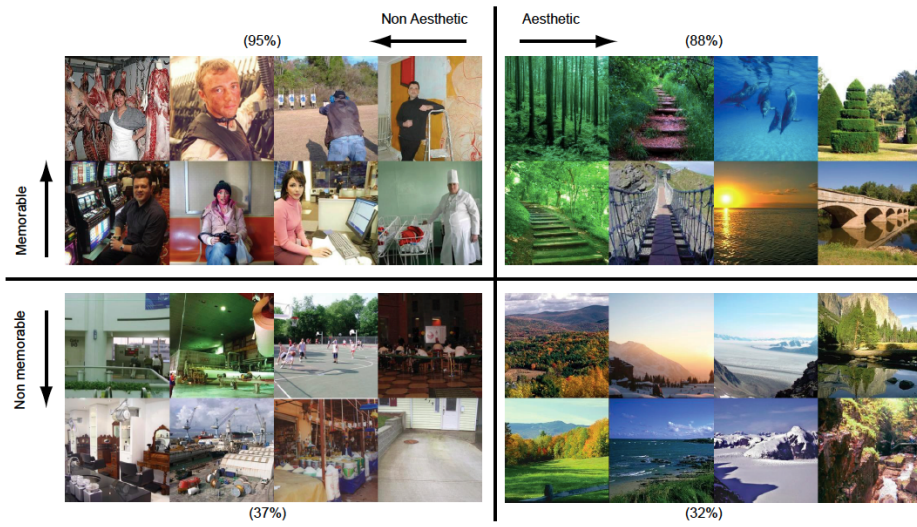 Non Aesthetic
Aesthetic
(95%)
(88%)
Memorable
Non memorable
(37%)
(32%)